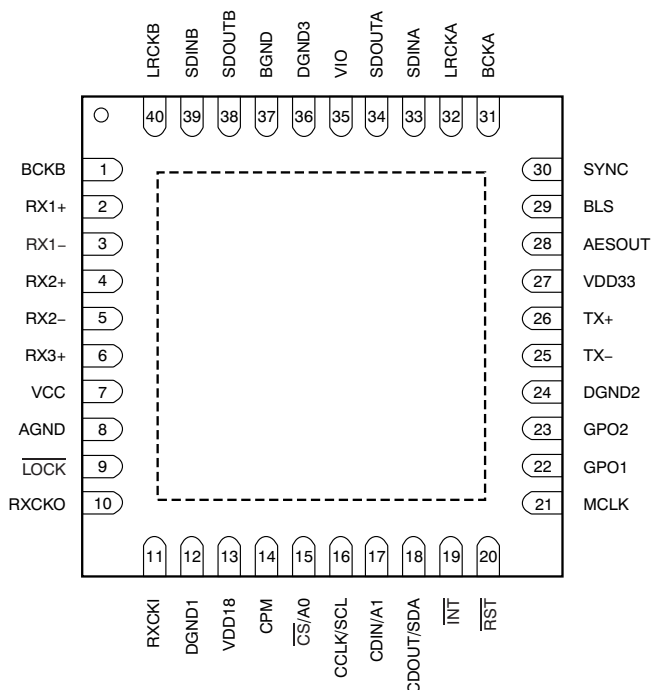 LRCKB
SDINB
SDOUTB
BGND
DGND3
VIO
SDOUTA
SDINA
LRCKA
BCKA
40 39 38 37 36 35 34 33 32 31
BCKB 1 30 SYNC
RX1+ 2 29 BLS
RX1− 3 28 AESOUT
RX2+ 4 27 VDD33
RX2− 5 26 TX+
RX3+ 6 25 TX−
VCC 7 24 DGND2
AGND 8 23 GPO2
LOCK 9 22 GPO1
RXCKO 10 21 MCLK
11 12 13 14 15 16 17 18 19 20
RXCKI
DGND1
VDD18
CPM
CS/A0
CCLK/SCL
CDIN/A1
CDOUT/SDA
INT
RST